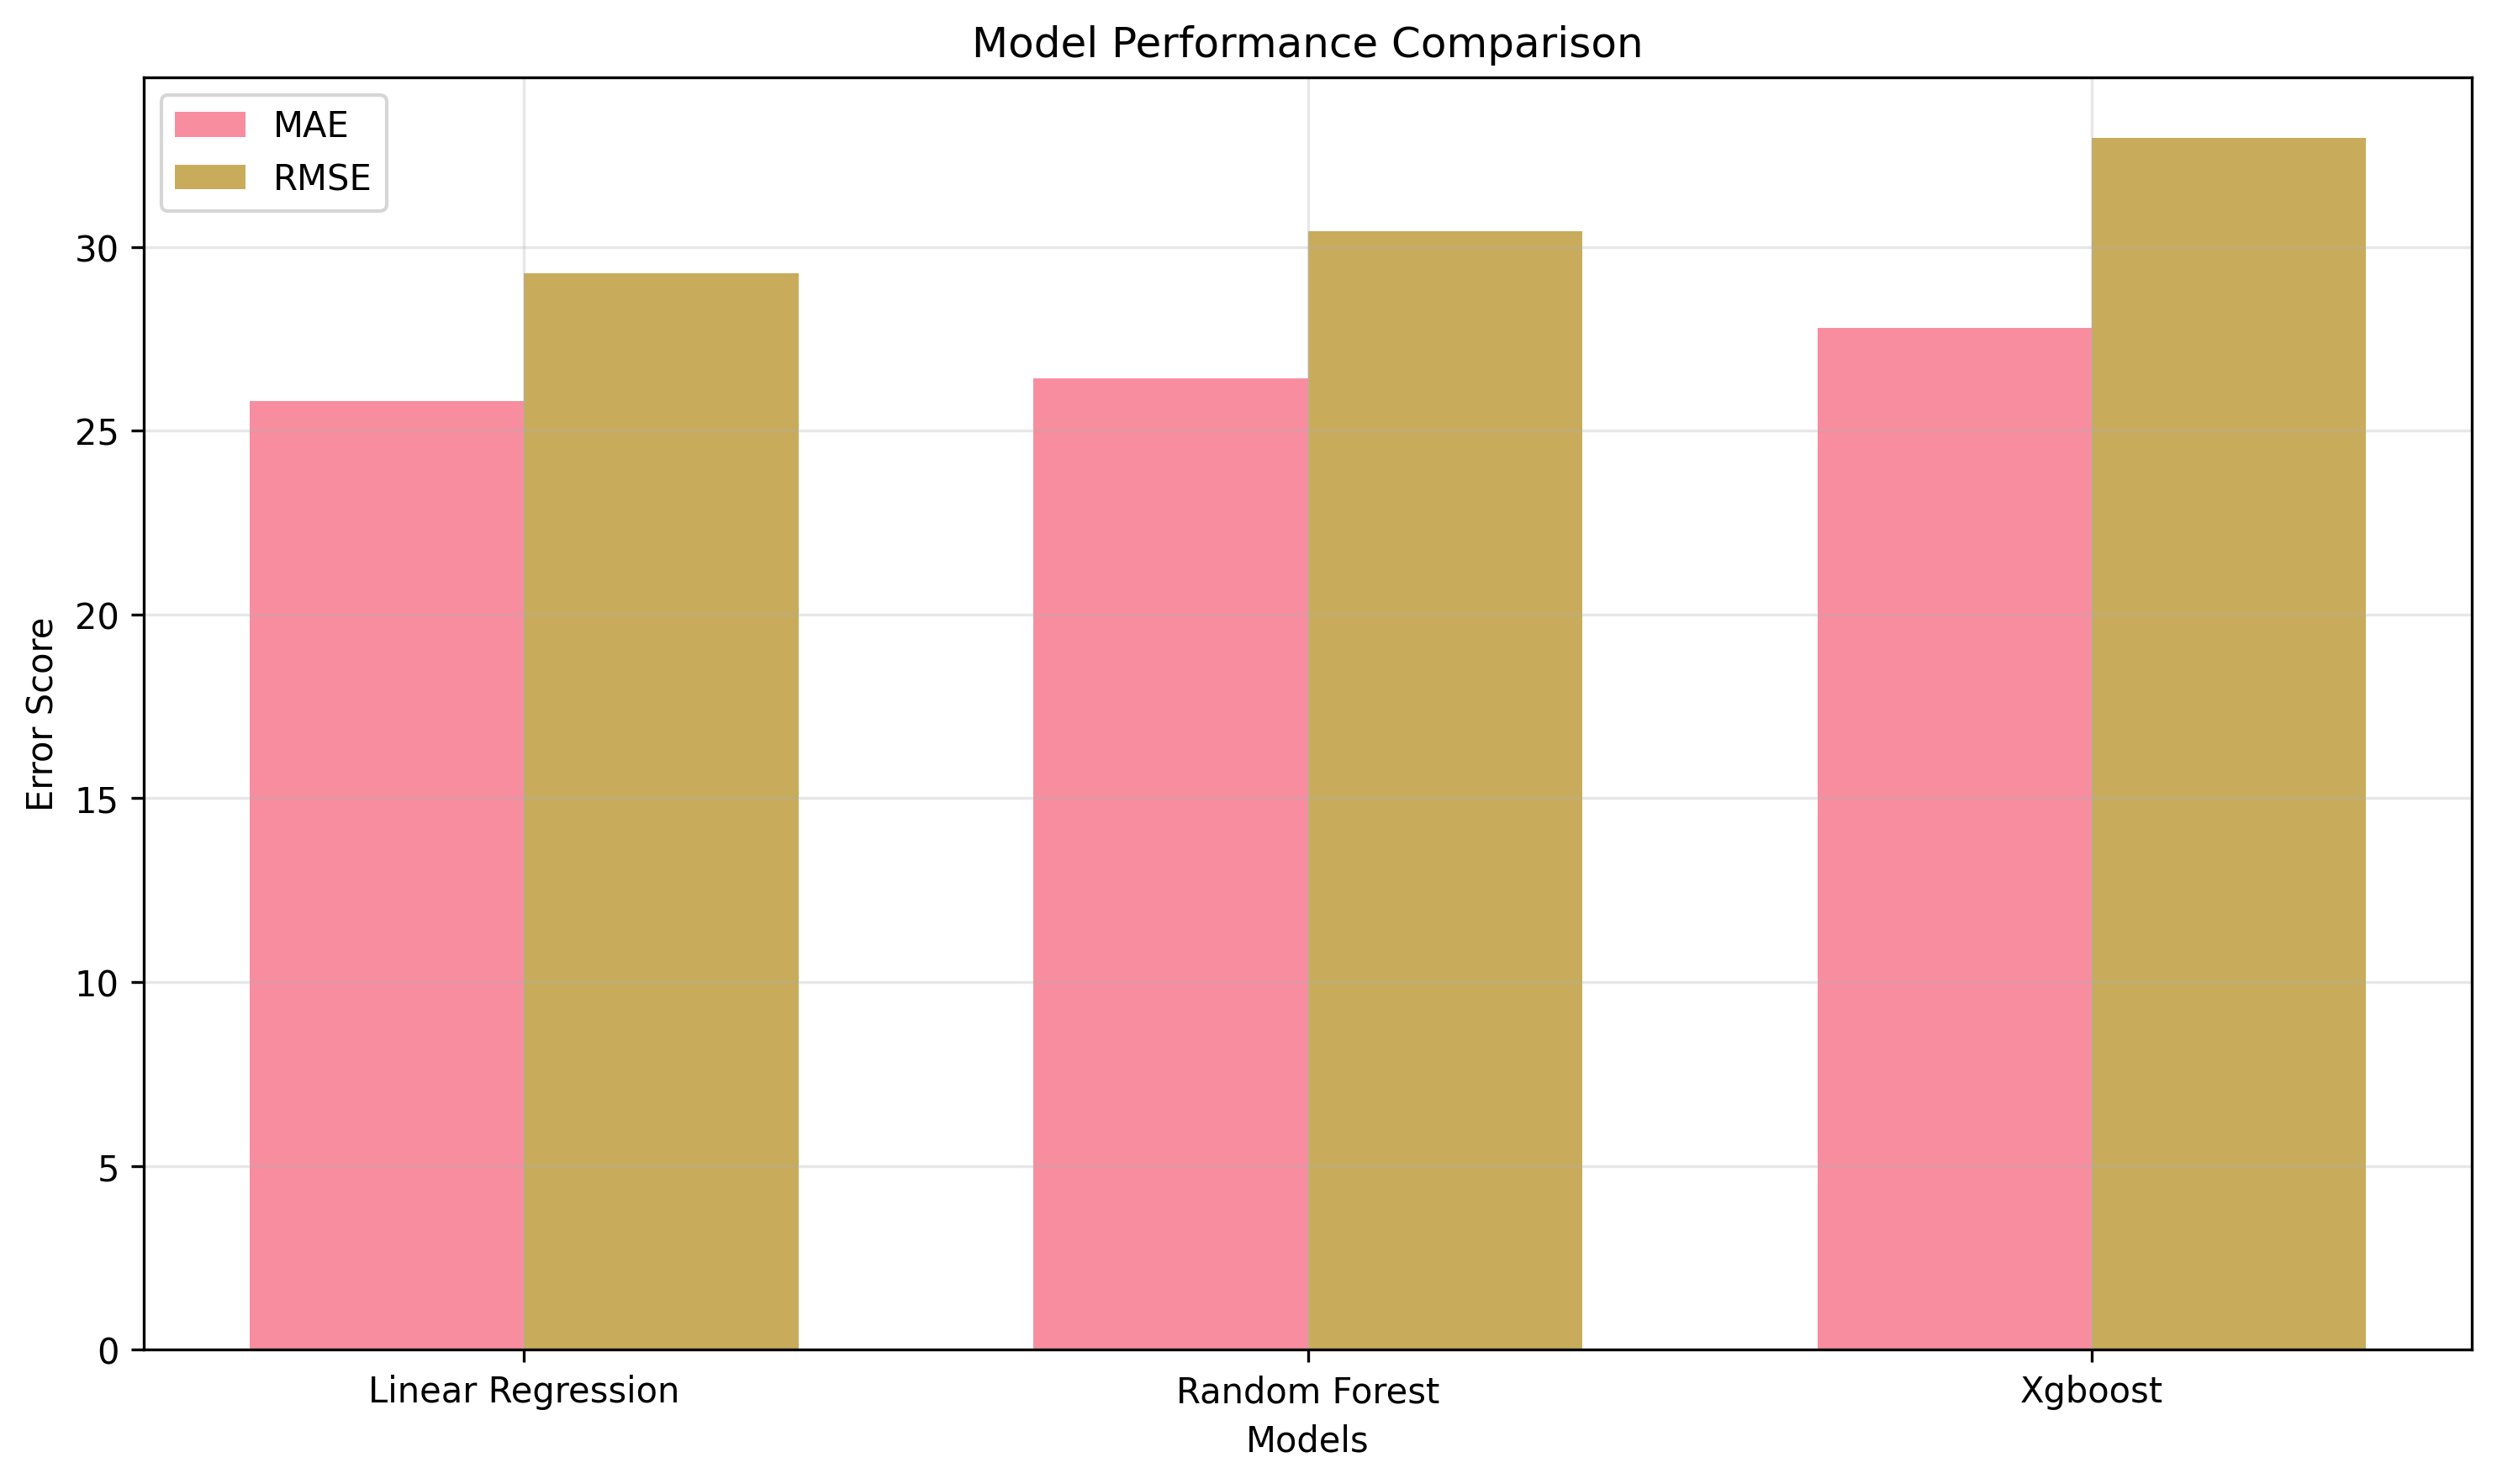 Model Performance Comparison
MAE
RMSE
30
25
20
15
10
5
0
Error Score
Linear Regression
Random Forest
Xgboost
Models